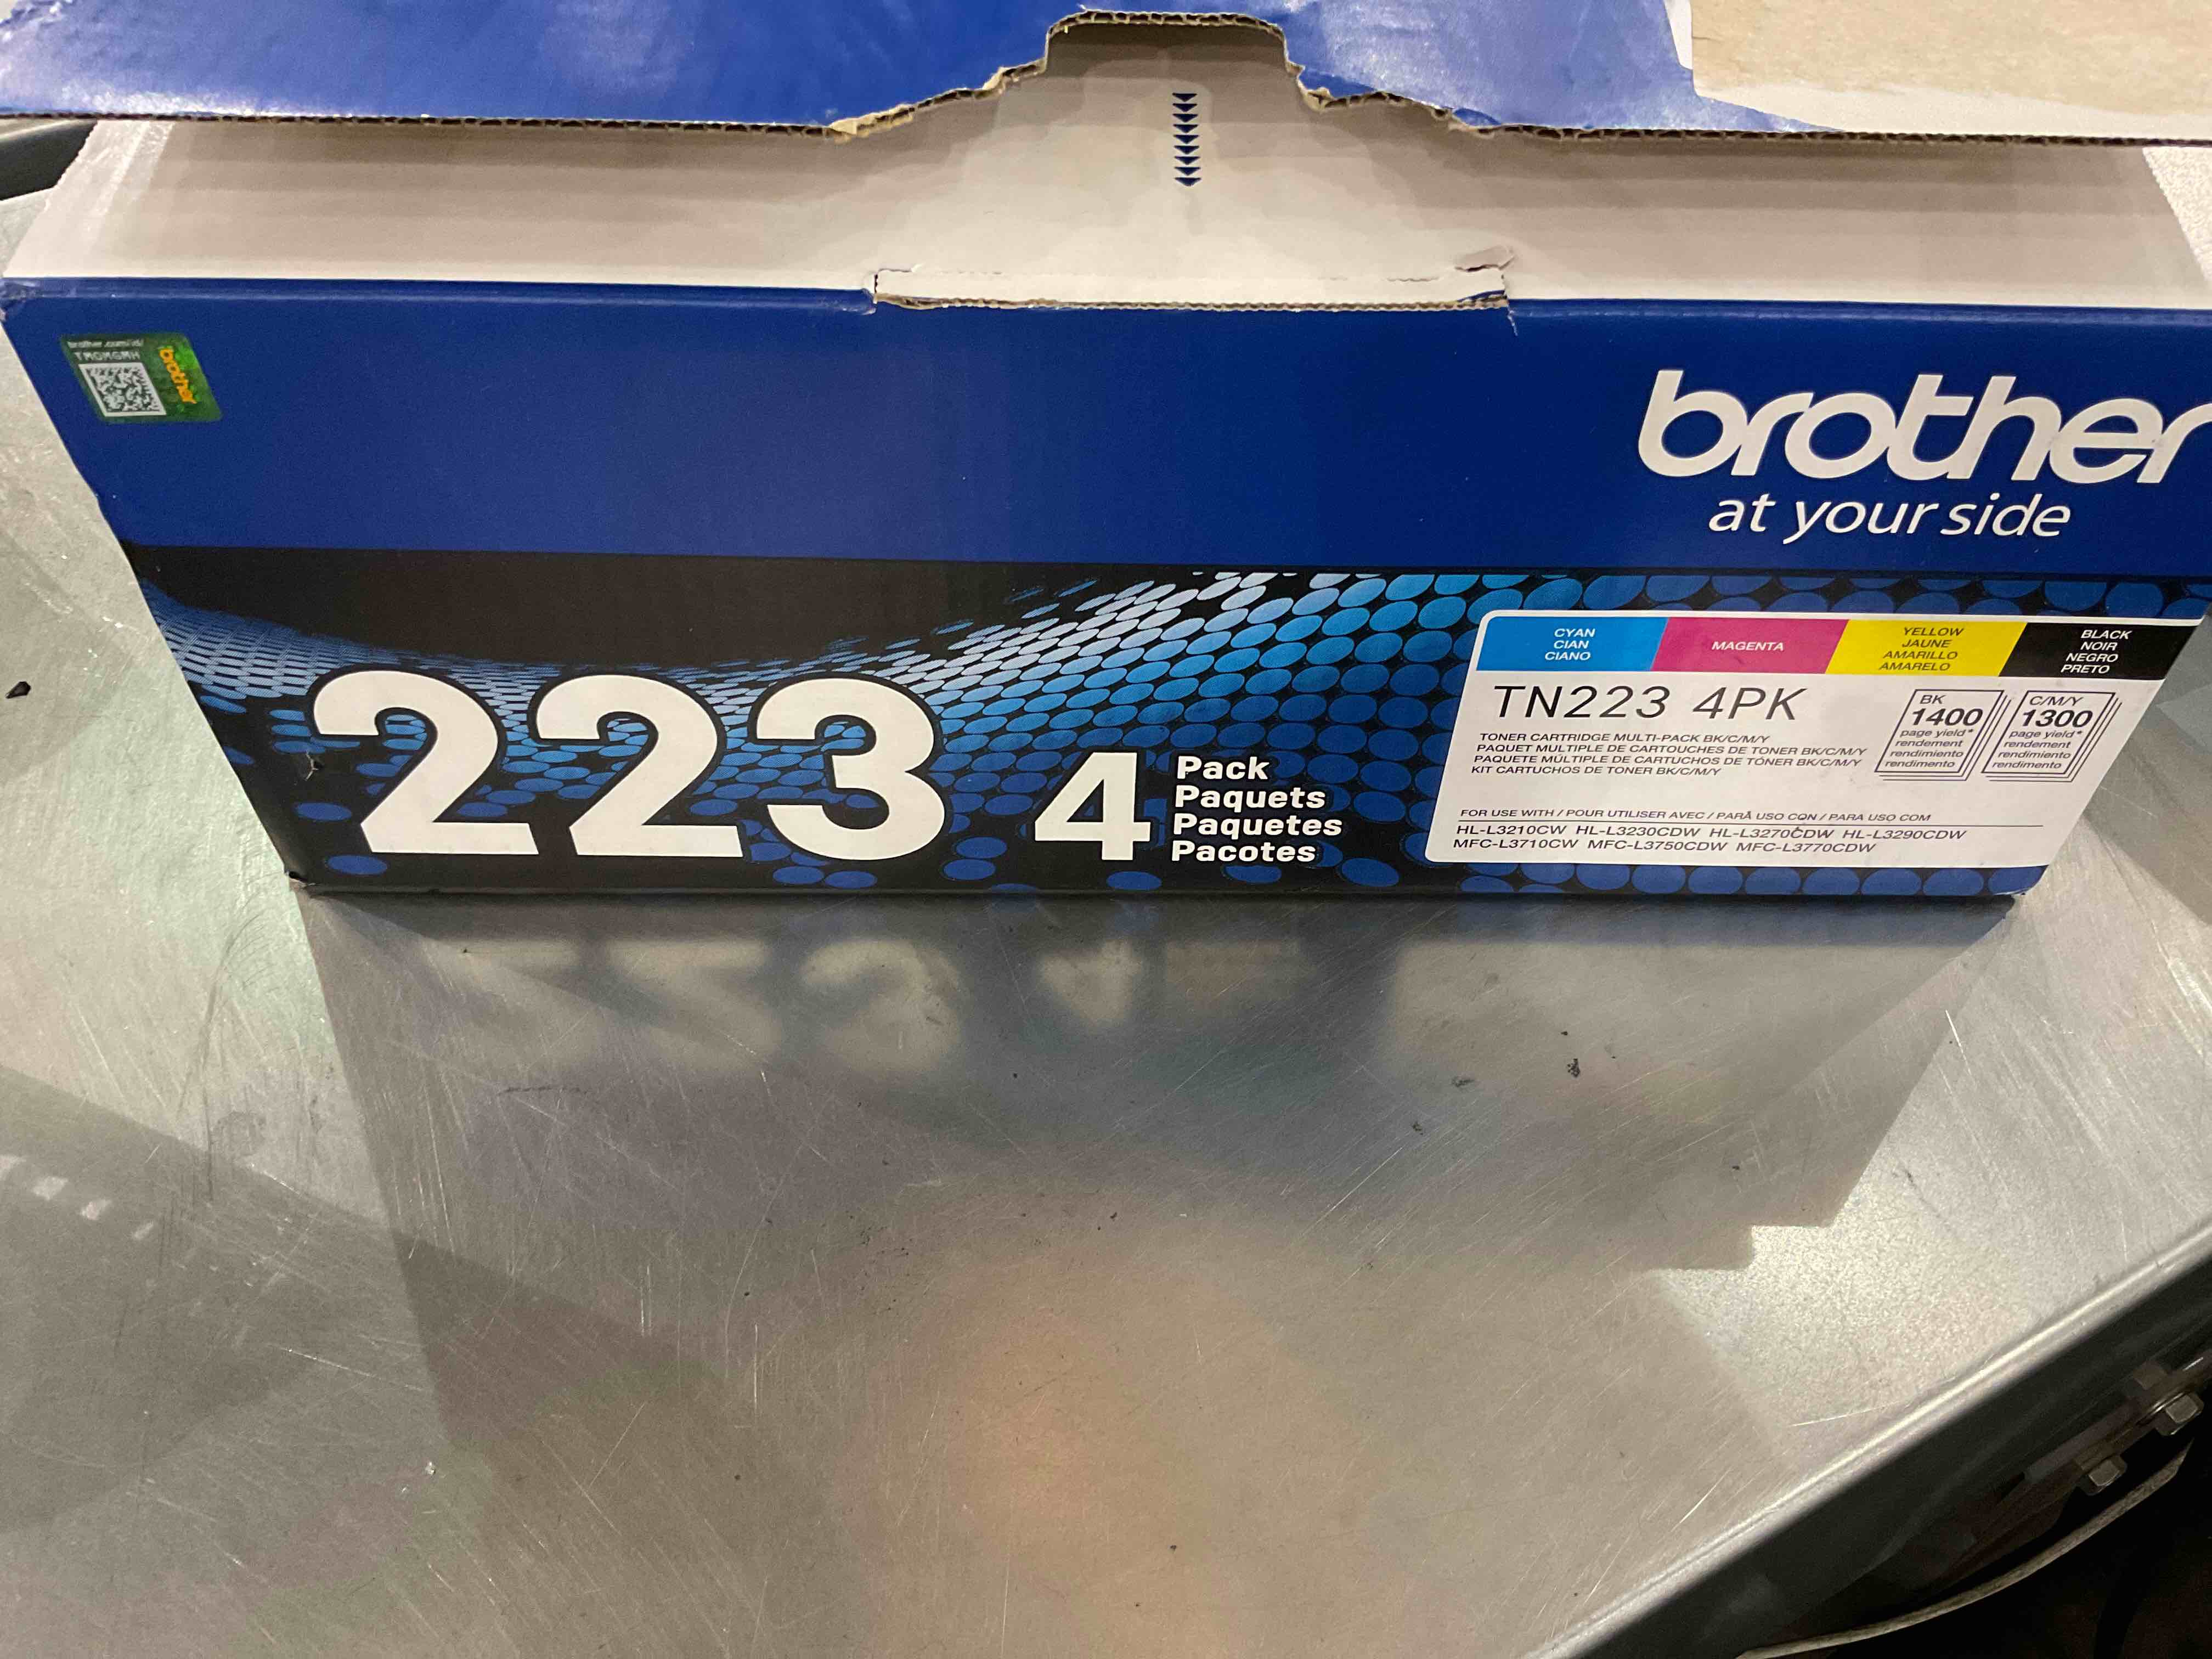 brother.com/id/
TMOMGMH
brother
brother
at your side
223
4
Pack
Paquets
Paquetes
Pacotes
CYAN
CIAN
CIANO
MAGENTA
YELLOW
JAUNE
AMARILLO
AMARELO
BLACK
NOIR
NEGRO
PRETO
TN223 4PK
TONER CARTRIDGE MULTI-PACK BK/C/M/Y
PAQUET MULTIPLE DE CARTOUCHES DE TONER BK/C/M/Y
PAQUETE MÚLTIPLE DE CARTUCHOS DE TÓNER BK/C/M/Y
KIT CARTUCHOS DE TONER BK/C/M/Y
BK
1400
page yield*
rendement
rendimiento
rendimento
C/M/Y
1300
page yield*
rendement
rendimiento
rendimento
FOR USE WITH / POUR UTILISER AVEC / PARA USO CON / PARA USO COM
HL-L3210CW HL-L3230CDW HL-L3270CDW HL-L3290CDW
MFC-L3710CW MFC-L3750CDW MFC-L3770CDW